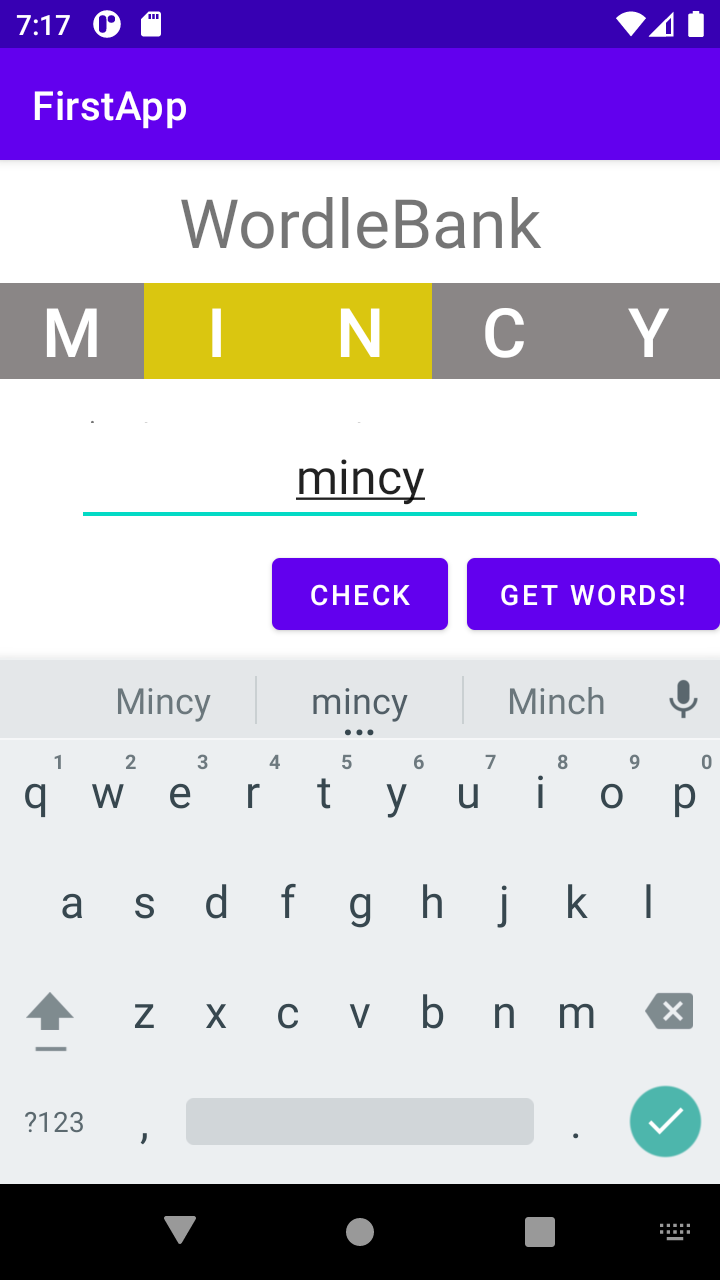 7:17
FirstApp
WordleBank
M I N C Y
mincy
CHECK GET WORDS!
Mincy mincy Minch
1 2 3 4 5 6 7 8 9 0
q w e r t y u i o p
a s d f g h j k l
z x c v b n m
?123 , .